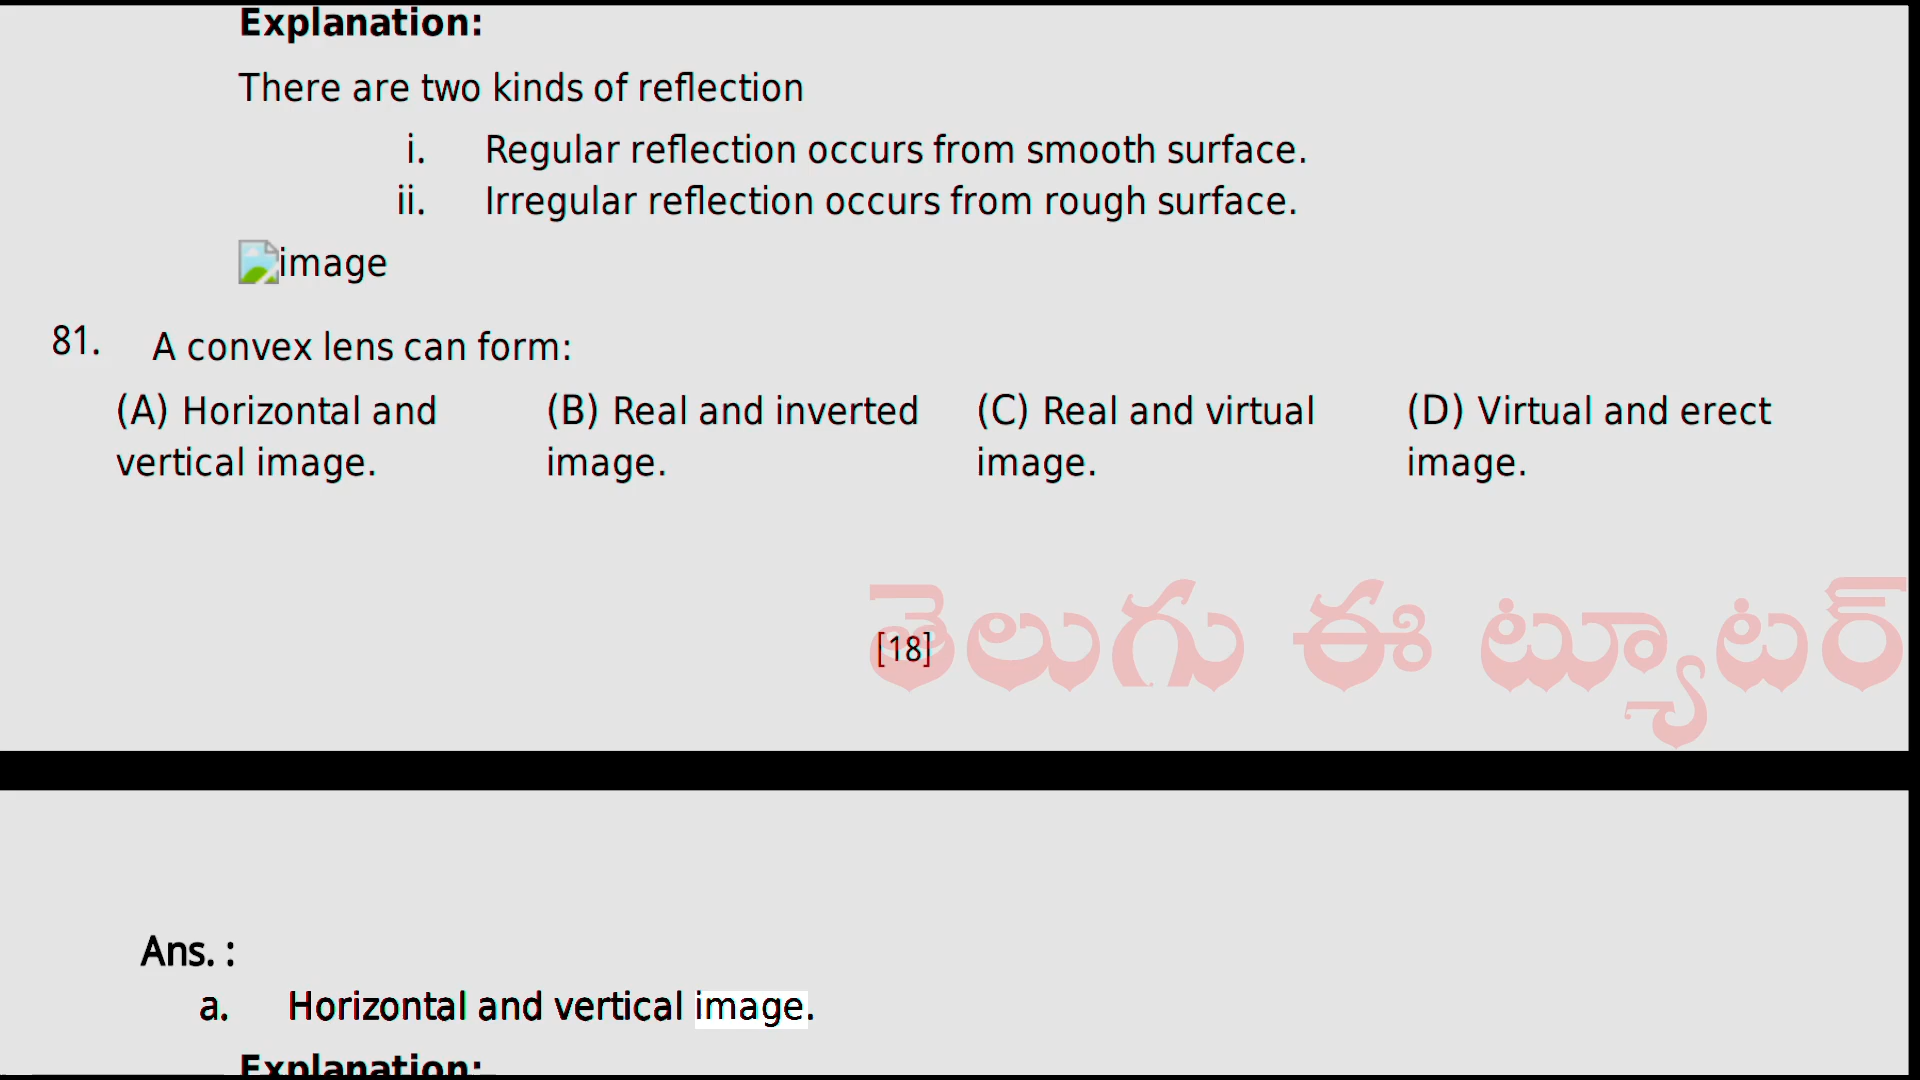 Explanation:
There are two kinds of reflection
i. Regular reflection occurs from smooth surface.
ii. Irregular reflection occurs from rough surface.
image
81. A convex lens can form:
(A) Horizontal and vertical image.
(B) Real and inverted image.
(C) Real and virtual image.
(D) Virtual and erect image.
తెలుగు ఈ ట్యూటర్
[18]
Ans. :
a. Horizontal and vertical image.
Explanation: